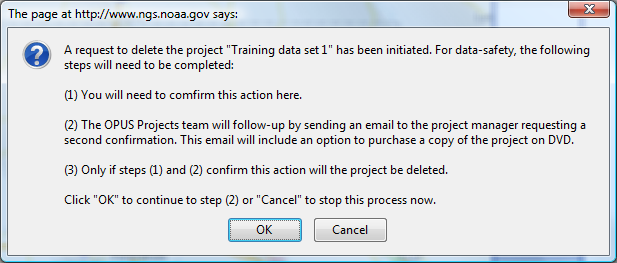 The page at http://www.ngs.noaa.gov says:
A request to delete the project "Training data set 1" has been initiated. For data-safety, the following
steps will need to be completed:
(1) You will need to comfirm this action here.
(2) The OPUS Projects team will follow-up by sending an email to the project manager requesting a
second confirmation. This email will include an option to purchase a copy of the project on DVD.
(3) Only if steps (1) and (2) confirm this action will the project be deleted.
Click "OK" to continue to step (2) or "Cancel" to stop this process now.
OK Cancel